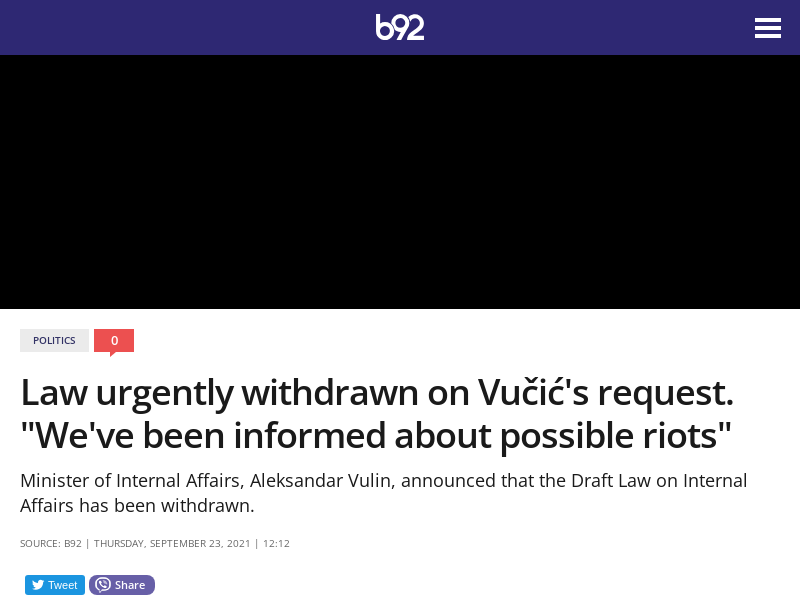 b92
POLITICS
0
Law urgently withdrawn on Vučić's request.
"We've been informed about possible riots"
Minister of Internal Affairs, Aleksandar Vulin, announced that the Draft Law on Internal
Affairs has been withdrawn.
SOURCE: B92 | THURSDAY, SEPTEMBER 23, 2021 | 12:12
Tweet Share